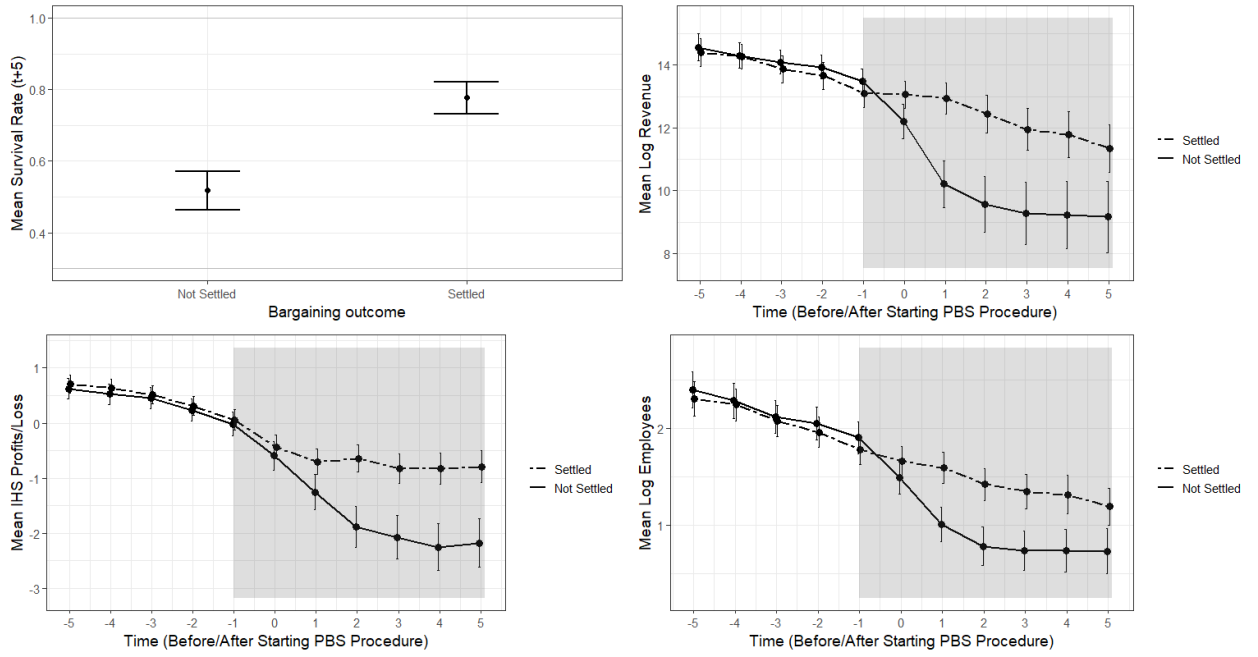 Mean Survival Rate (t+5)
1.0
0.8
0.6
0.4
Not Settled Settled
Bargaining outcome
Mean Log Revenue
14
12
10
8
-5 -4 -3 -2 -1 0 1 2 3 4 5
Time (Before/After Starting PBS Procedure)
Settled
Not Settled
Mean IHS Profits/Loss
1
0
-1
-2
-3
-5 -4 -3 -2 -1 0 1 2 3 4 5
Time (Before/After Starting PBS Procedure)
Settled
Not Settled
Mean Log Employees
2
1
-5 -4 -3 -2 -1 0 1 2 3 4 5
Time (Before/After Starting PBS Procedure)
Settled
Not Settled